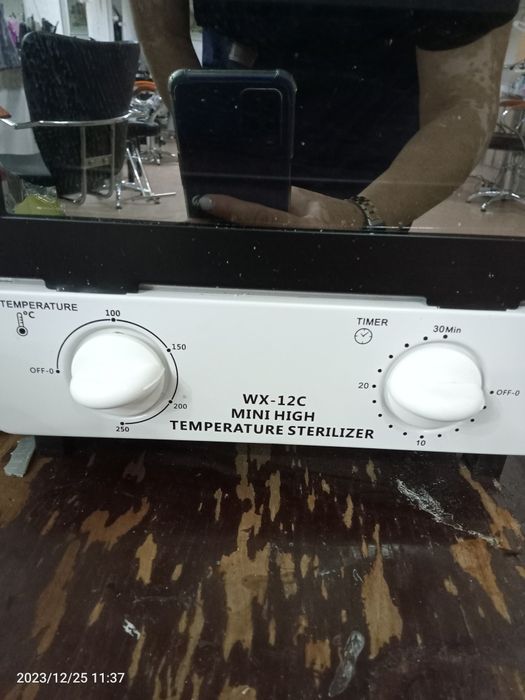 TEMPERATURE
°C
100
150
OFF-0
200
250
TIMER
30Min
20
OFF-0
10
WX-12C
MINI HIGH
TEMPERATURE STERILIZER
2023/12/25 11:37